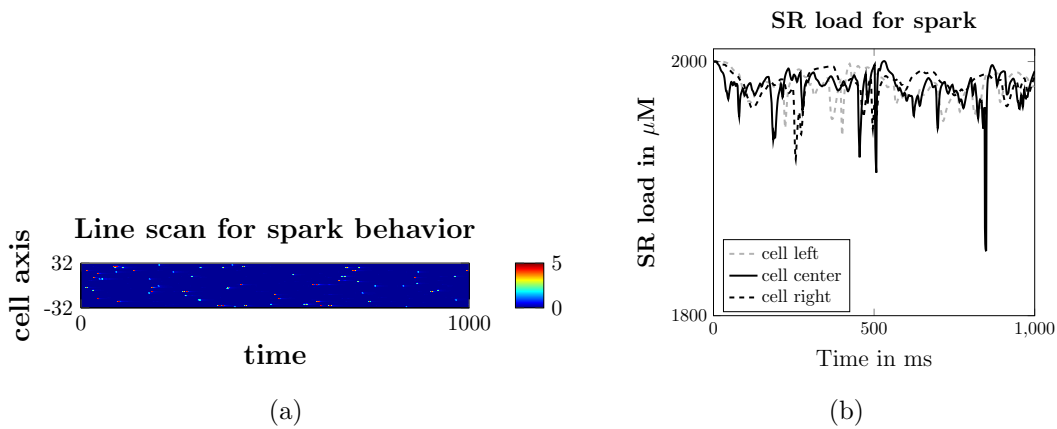 Line scan for spark behavior
cell axis
32
-32
0
1000
time
5
0
(a)
SR load for spark
SR load in μM
2000
1800
0
500
1,000
Time in ms
cell left
cell center
cell right
(b)